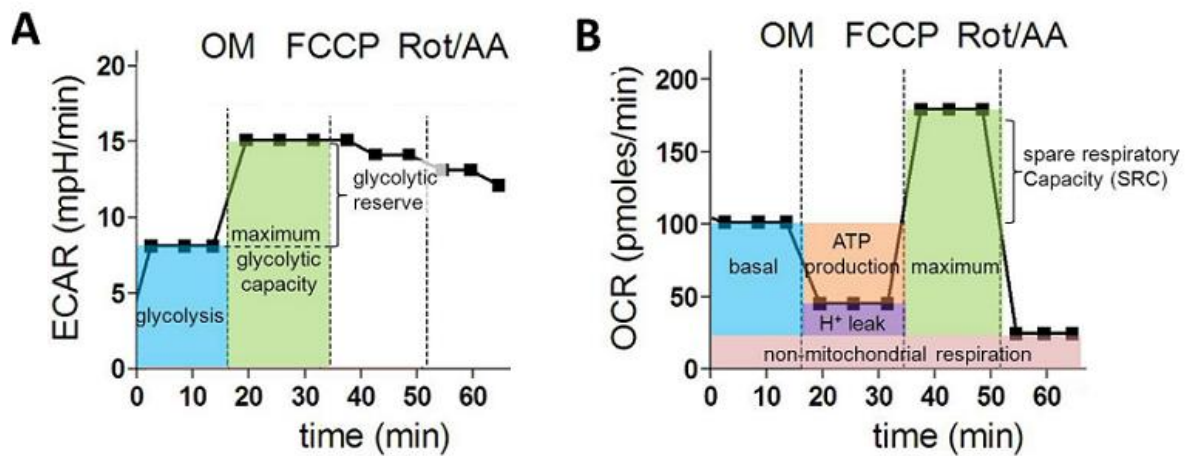 A
OM FCCP Rot/AA
ECAR (mpH/min)
20
15
10
5
0
glycolytic
reserve
maximum
glycolytic
capacity
glycolysis
0 10 20 30 40 50 60
time (min)
B
OM FCCP Rot/AA
OCR (pmoles/min)
200
150
100
50
0
spare respiratory
Capacity (SRC)
basal
ATP
production
maximum
H⁺ leak
non-mitochondrial respiration
0 10 20 30 40 50 60
time (min)